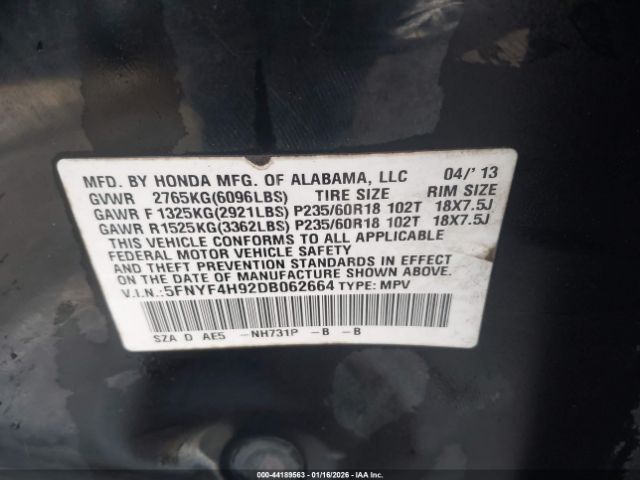 MFD. BY HONDA MFG. OF ALABAMA, LLC 04/'13
GVWR 2765KG(6096LBS) TIRE SIZE RIM SIZE
GAWR F 1325KG(2921LBS) P235/60R18 102T 18X7.5J
GAWR R1525KG(3362LBS) P235/60R18 102T 18X7.5J
THIS VEHICLE CONFORMS TO ALL APPLICABLE
FEDERAL MOTOR VEHICLE SAFETY
AND THEFT PREVENTION STANDARDS IN EFFECT
ON THE DATE OF MANUFACTURE SHOWN ABOVE.
V.I.N.:5FNYF4H92DB062664 TYPE: MPV
SZA D AE5 -NH731P -B -B
000-44189563 | 01/16/2026 | IAAI.COM